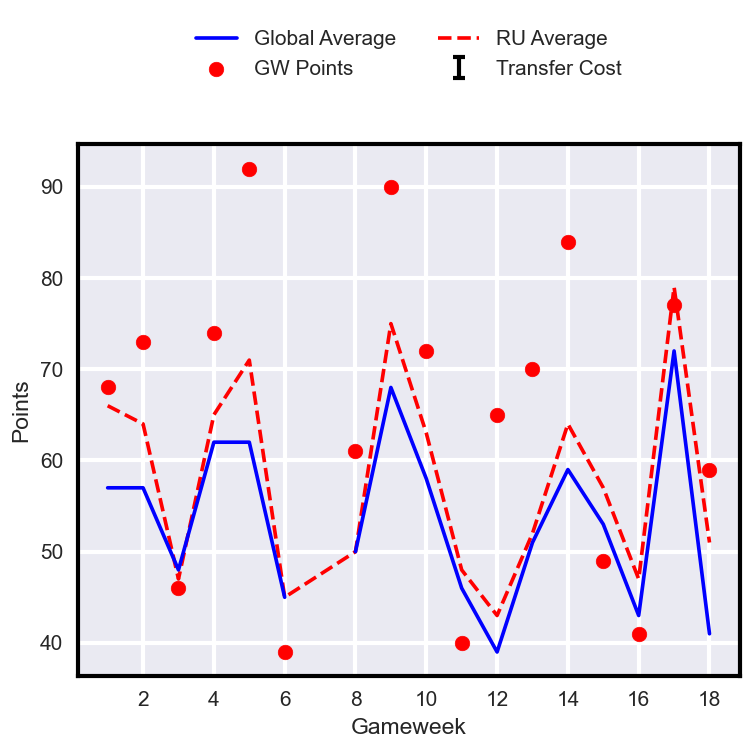 Global Average
RU Average
GW Points
Transfer Cost
90
80
70
60
50
40
Points
2 4 6 8 10 12 14 16 18
Gameweek